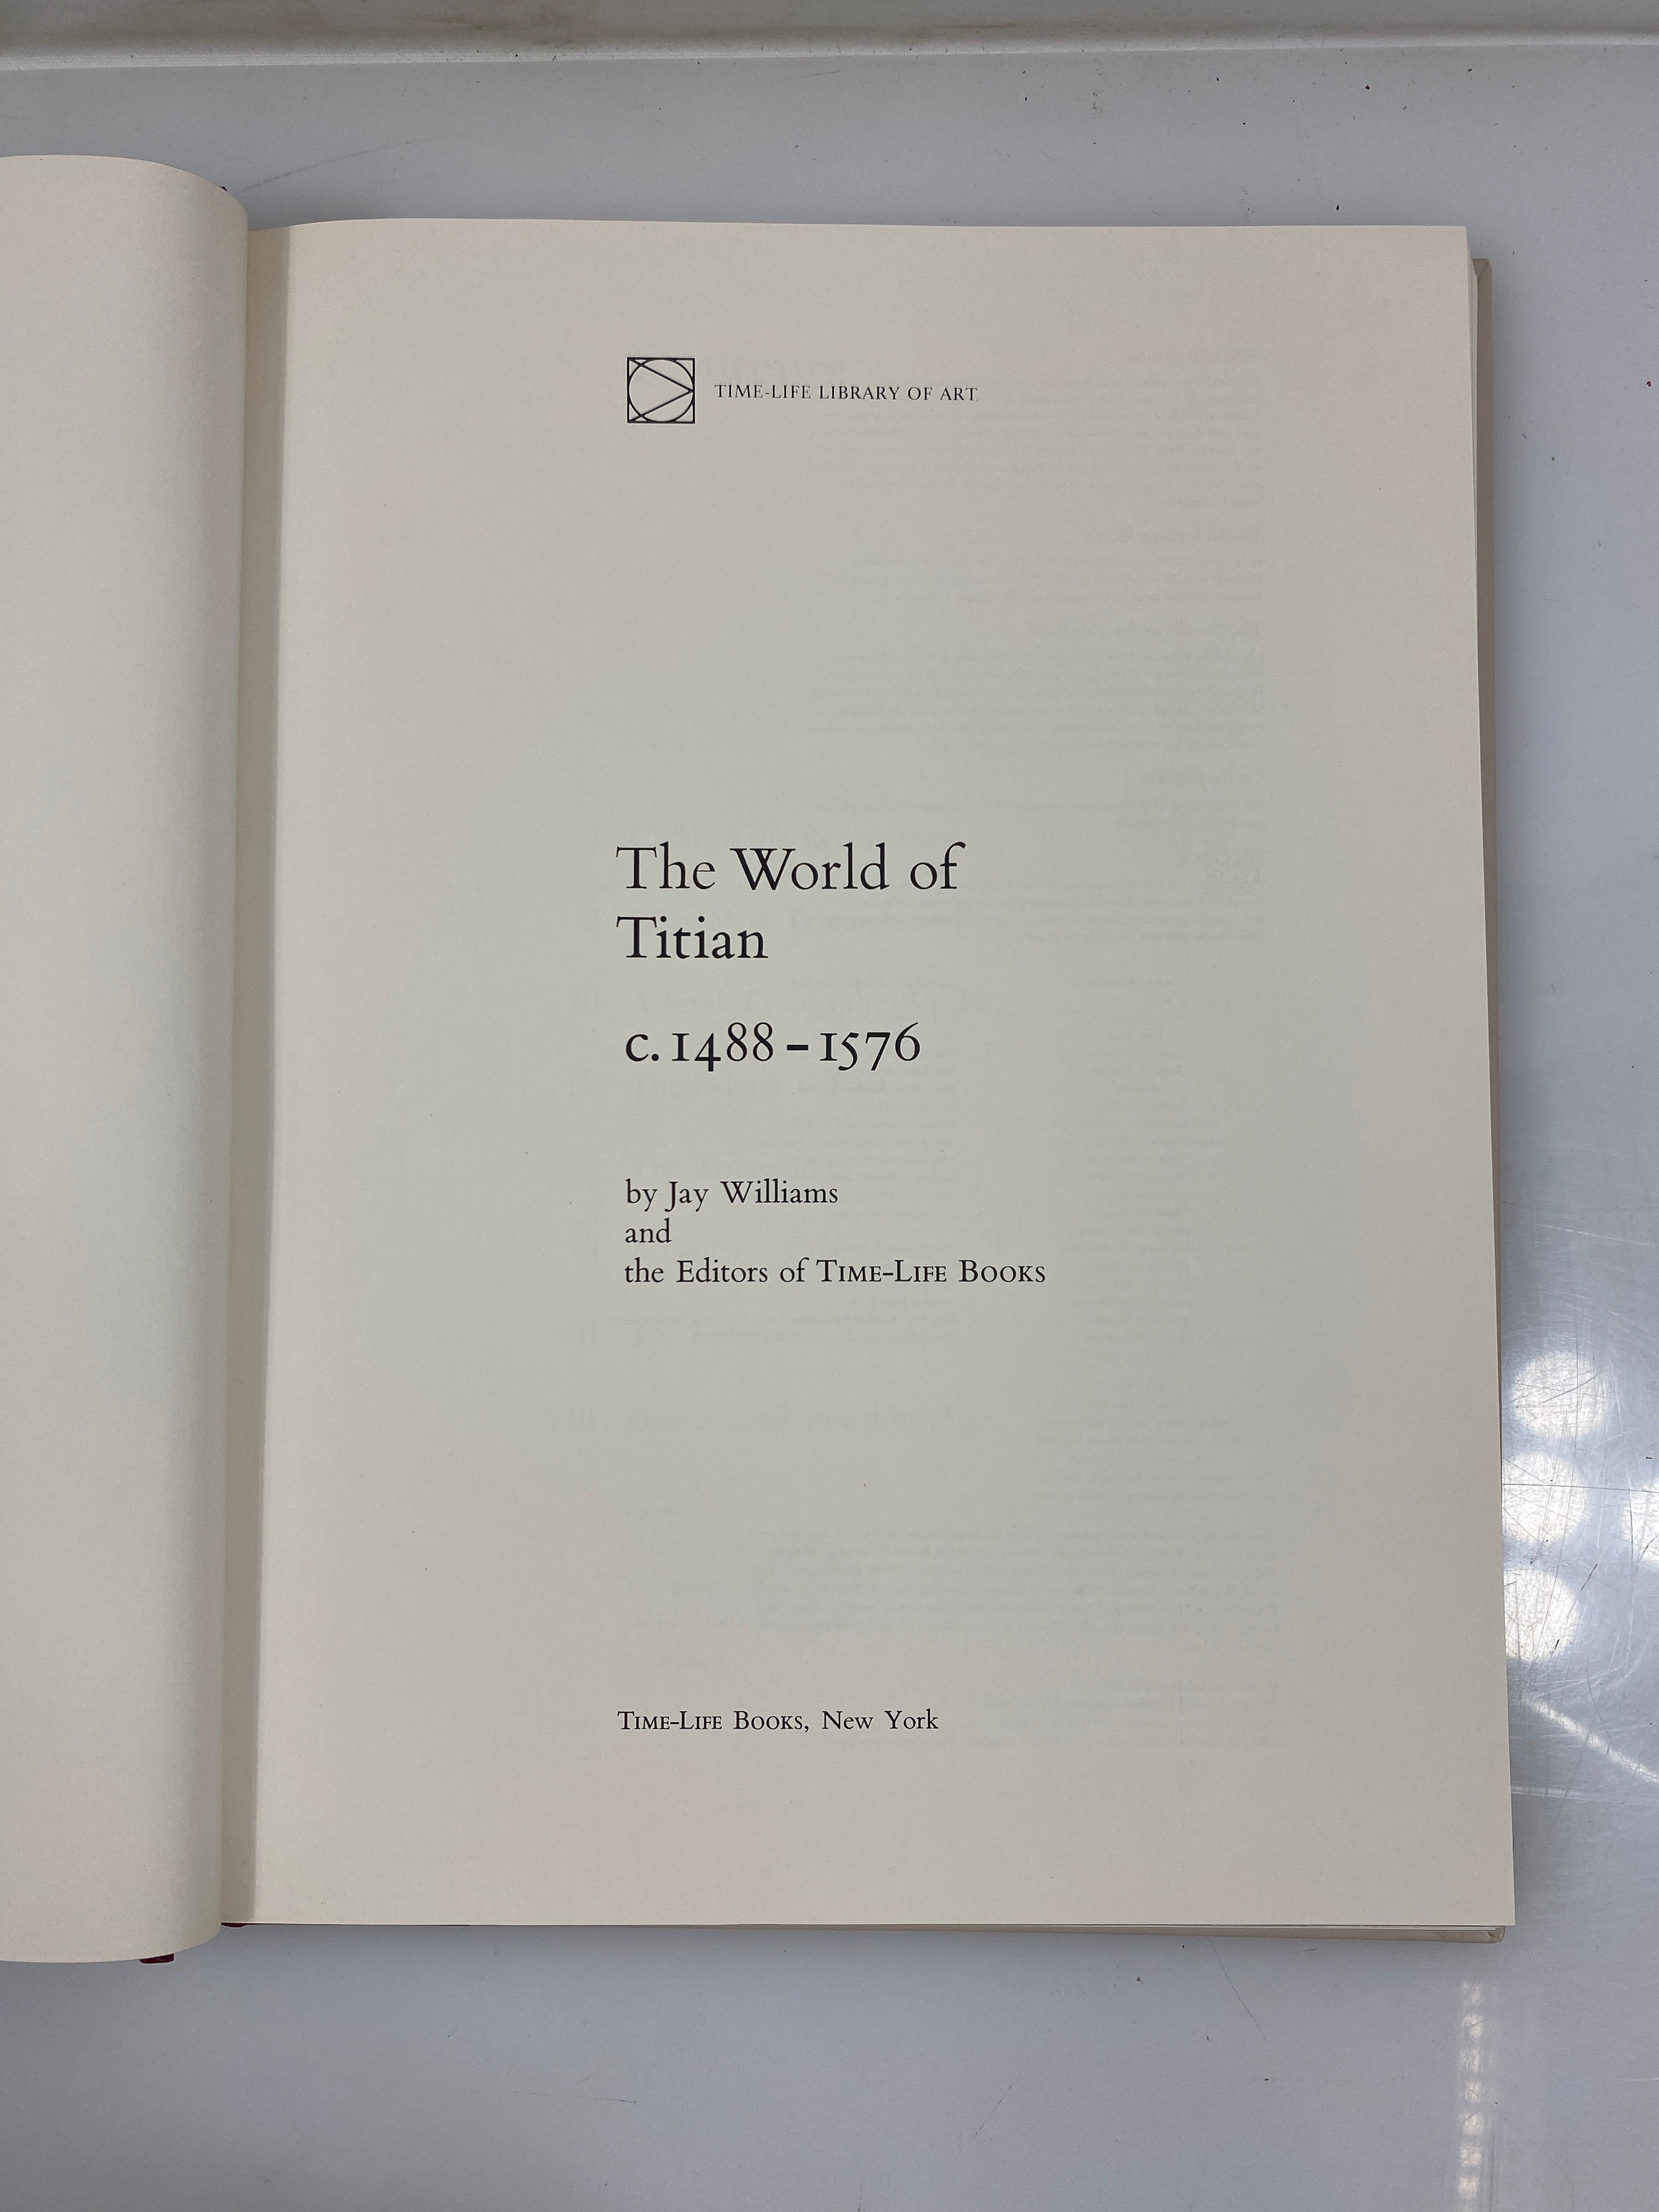 TIME-LIFE LIBRARY OF ART
The World of
Titian
c. 1488-1576
by Jay Williams
and
the Editors of TIME-LIFE BOOKS
TIME-LIFE BOOKS, New York